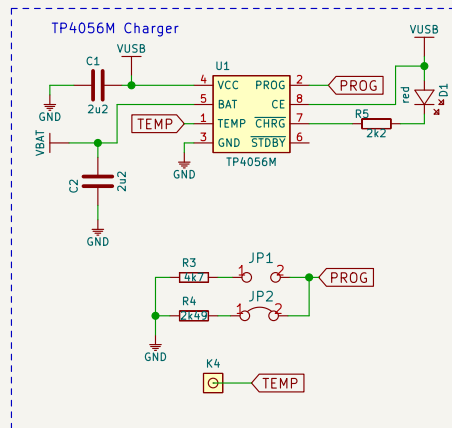 TP4056M Charger
VUSB
VUSB
C1
2u2
GND
U1
4 VCC PROG 2
5 BAT CE 8
1 TEMP CHRG 7
3 GND STDBY 6
TP4056M
PROG
TEMP
GND
VBAT
C2
2u2
GND
R5
2k2
red
D1
R3
4k7
1 JP1 2
PROG
R4
2k49
1 JP2 2
GND
K4
TEMP